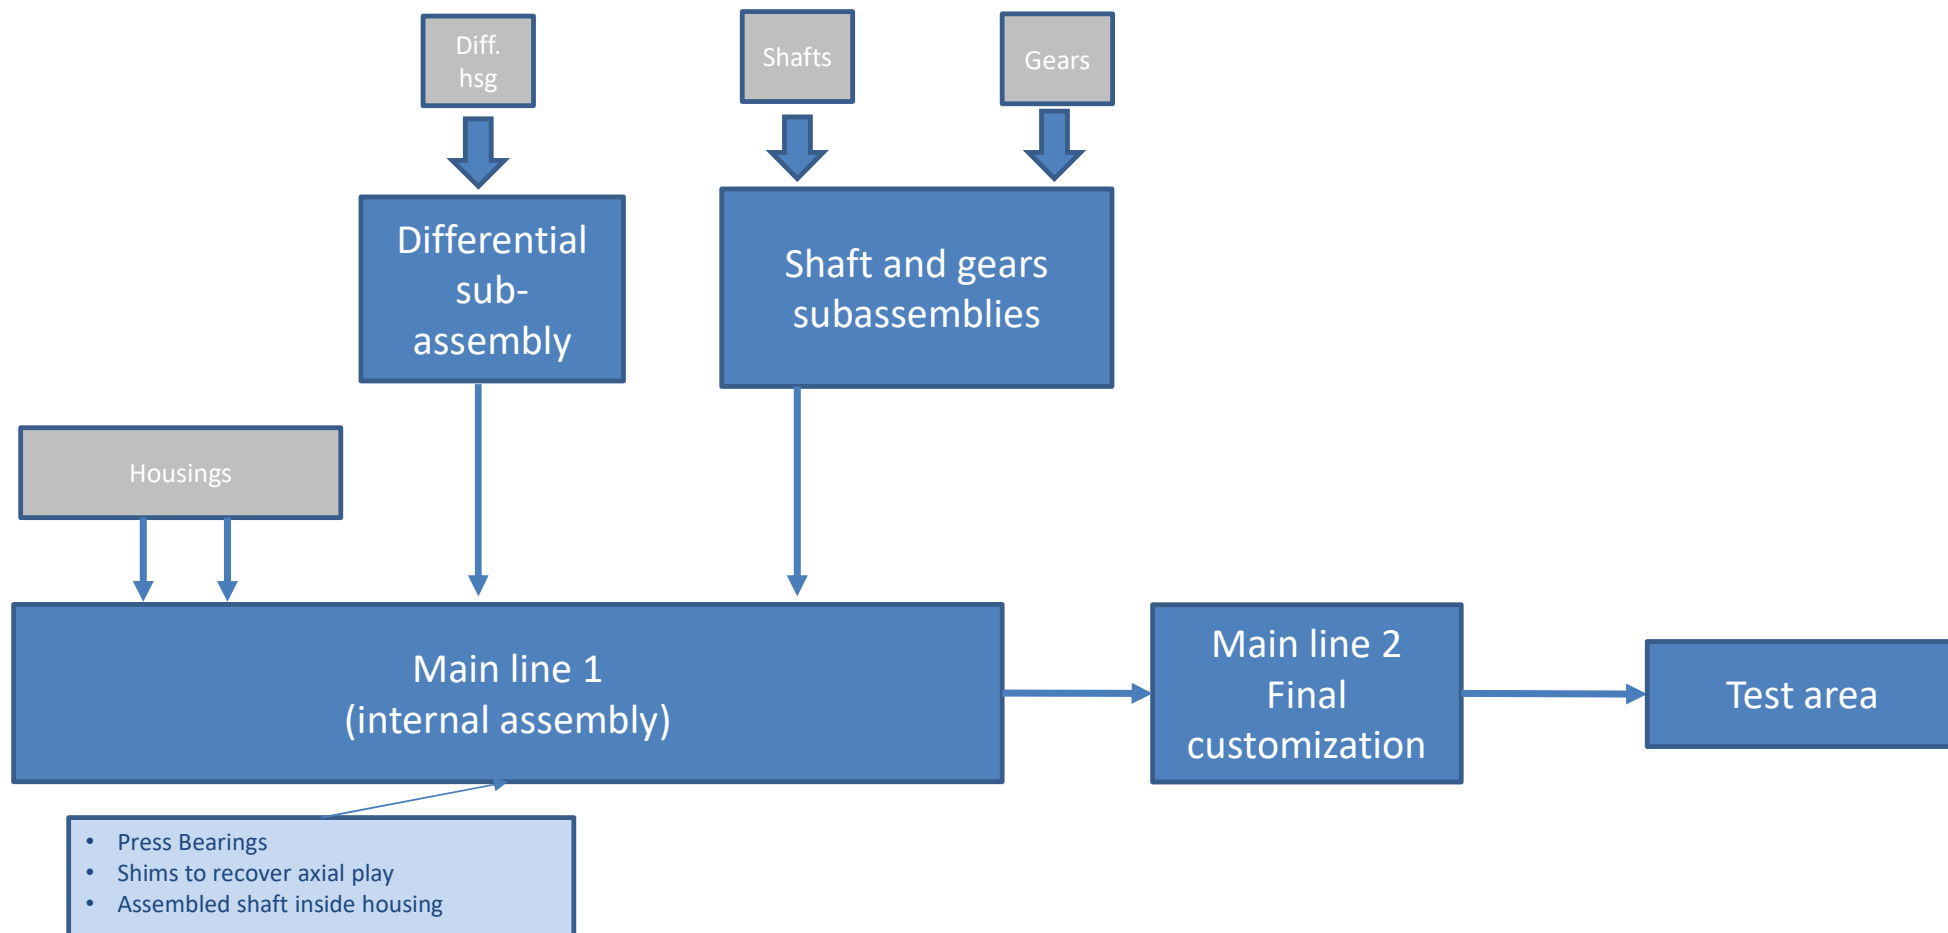 Diff.
hsg
Shafts
Gears
Differential
sub-
assembly
Shaft and gears
subassemblies
Housings
Main line 1
(internal assembly)
Main line 2
Final
customization
Test area
• Press Bearings
• Shims to recover axial play
• Assembled shaft inside housing